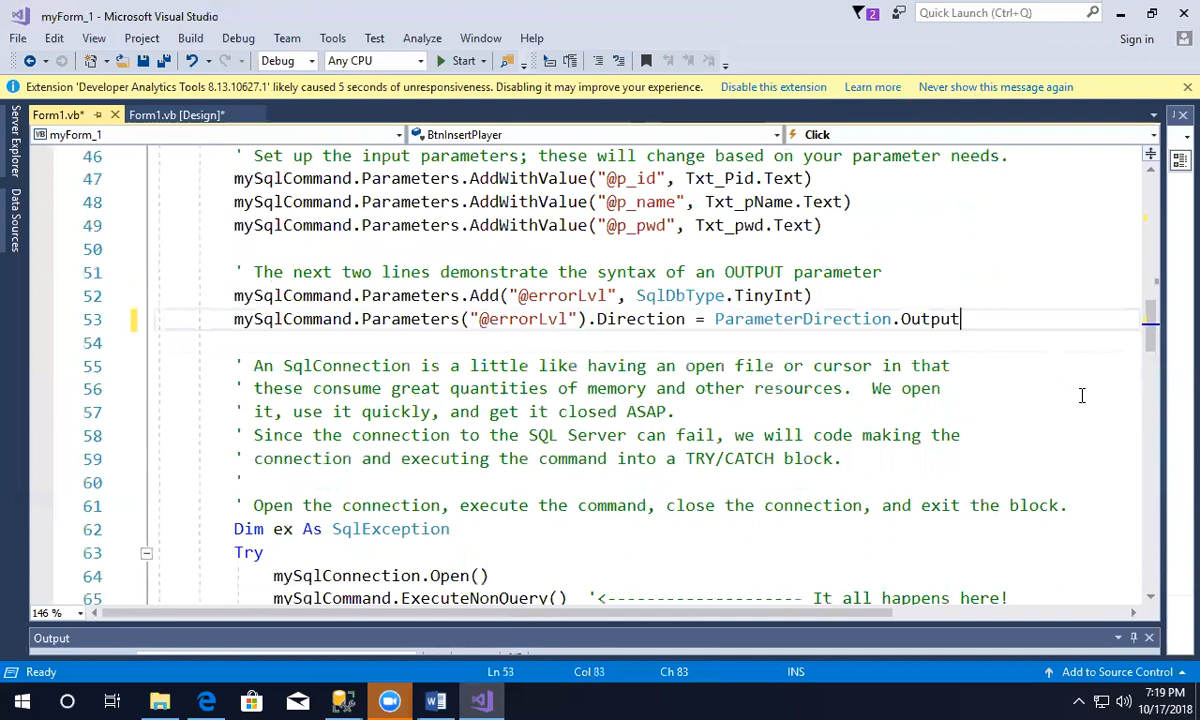 myForm_1 - Microsoft Visual Studio
2
Quick Launch (Ctrl+Q)
File Edit View Project Build Debug Team Tools Test Analyze Window Help
Sign in
Debug Any CPU Start
Extension 'Developer Analytics Tools 8.13.10627.1' likely caused 5 seconds of unresponsiveness. Disabling it may improve your experience. Disable this extension Learn more Never show this message again
Form1.vb* Form1.vb [Design]*
Server Explorer
Data Sources
myForm_1 BtnInsertPlayer Click
46 ' Set up the input parameters; these will change based on your parameter needs.
47 mySqlCommand.Parameters.AddWithValue("@p_id", Txt_Pid.Text)
48 mySqlCommand.Parameters.AddWithValue("@p_name", Txt_pName.Text)
49 mySqlCommand.Parameters.AddWithValue("@p_pwd", Txt_pwd.Text)
50
51 ' The next two lines demonstrate the syntax of an OUTPUT parameter
52 mySqlCommand.Parameters.Add("@errorLvl", SqlDbType.TinyInt)
53 mySqlCommand.Parameters("@errorLvl").Direction = ParameterDirection.Output
54
55 ' An SqlConnection is a little like having an open file or cursor in that
56 ' these consume great quantities of memory and other resources.  We open
57 ' it, use it quickly, and get it closed ASAP.
58 ' Since the connection to the SQL Server can fail, we will code making the
59 ' connection and executing the command into a TRY/CATCH block.
60 '
61 ' Open the connection, execute the command, close the connection, and exit the block.
62 Dim ex As SqlException
63 Try
64 mySqlConnection.Open()
65 mySqlCommand.ExecuteNonQuery() '<------------------- It all happens here!
146 %
Output
Ready Ln 53 Col 83 Ch 83 INS Add to Source Control
7:19 PM
10/17/2018